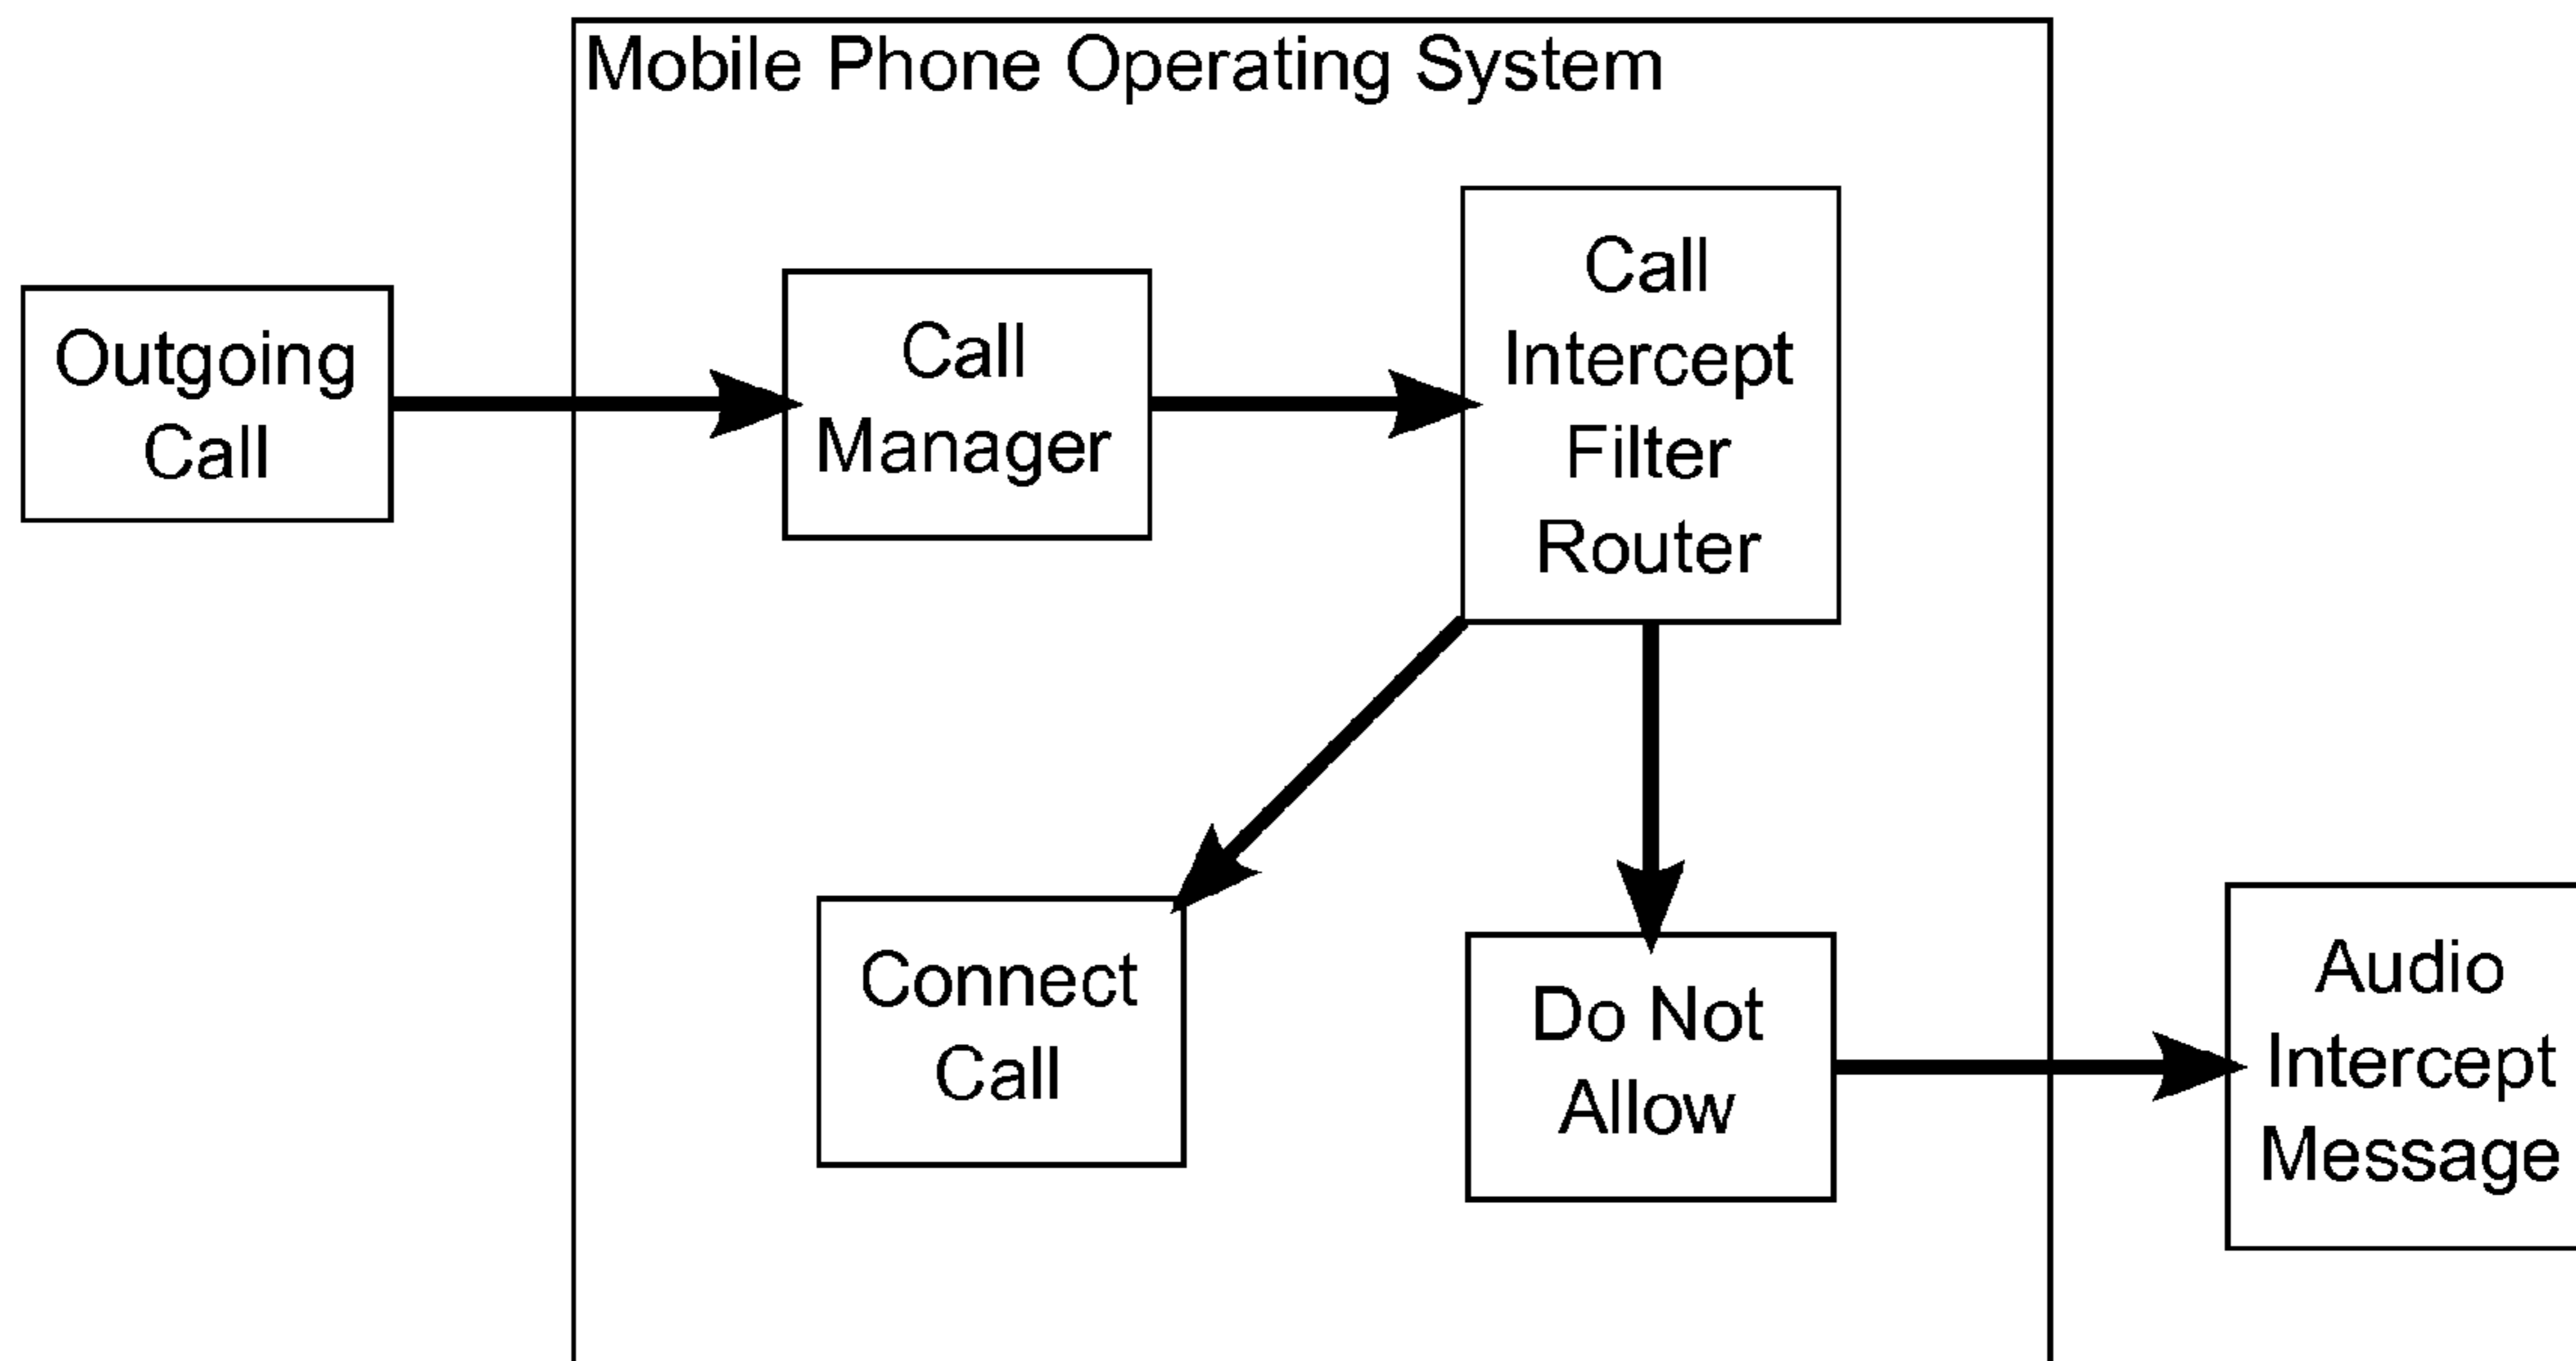 Mobile Phone Operating System
Outgoing
Call
Call
Manager
Call
Intercept
Filter
Router
Connect
Call
Do Not
Allow
Audio
Intercept
Message